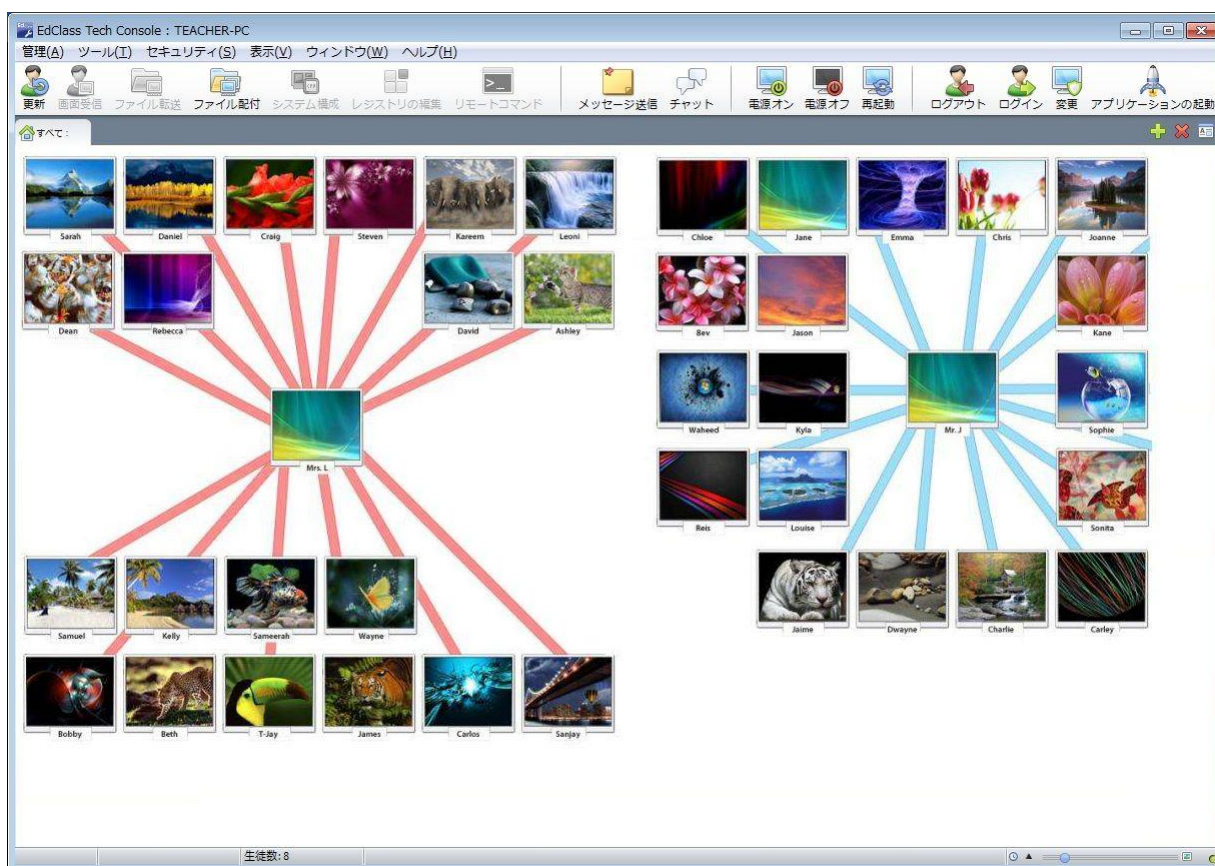 EdClass Tech Console : TEACHER-PC
管理(A) ツール(T) セキュリティ(S) 表示(V) ウィンドウ(W) ヘルプ(H)
更新 画面受信 ファイル転送 ファイル配付 システム構成 レジストリの編集 リモートコマンド メッセージ送信 チャット 電源オン 電源オフ 再起動 ログアウト ログイン 変更 アプリケーションの起動
すべて :
Sarah Daniel Craig Steven Kareem Leoni Chloe Jane Emma Chris Joanne
Dean Rebecca David Ashley Bev Jason Kane
Waheed Kyla Mr. J Sophie
Mrs. L
Reis Louise Sonita
Samuel Kelly Sameerah Wayne Jaime Dwayne Charlie Carley
Bobby Beth T-Jay James Carlos Sanjay
生徒数: 8